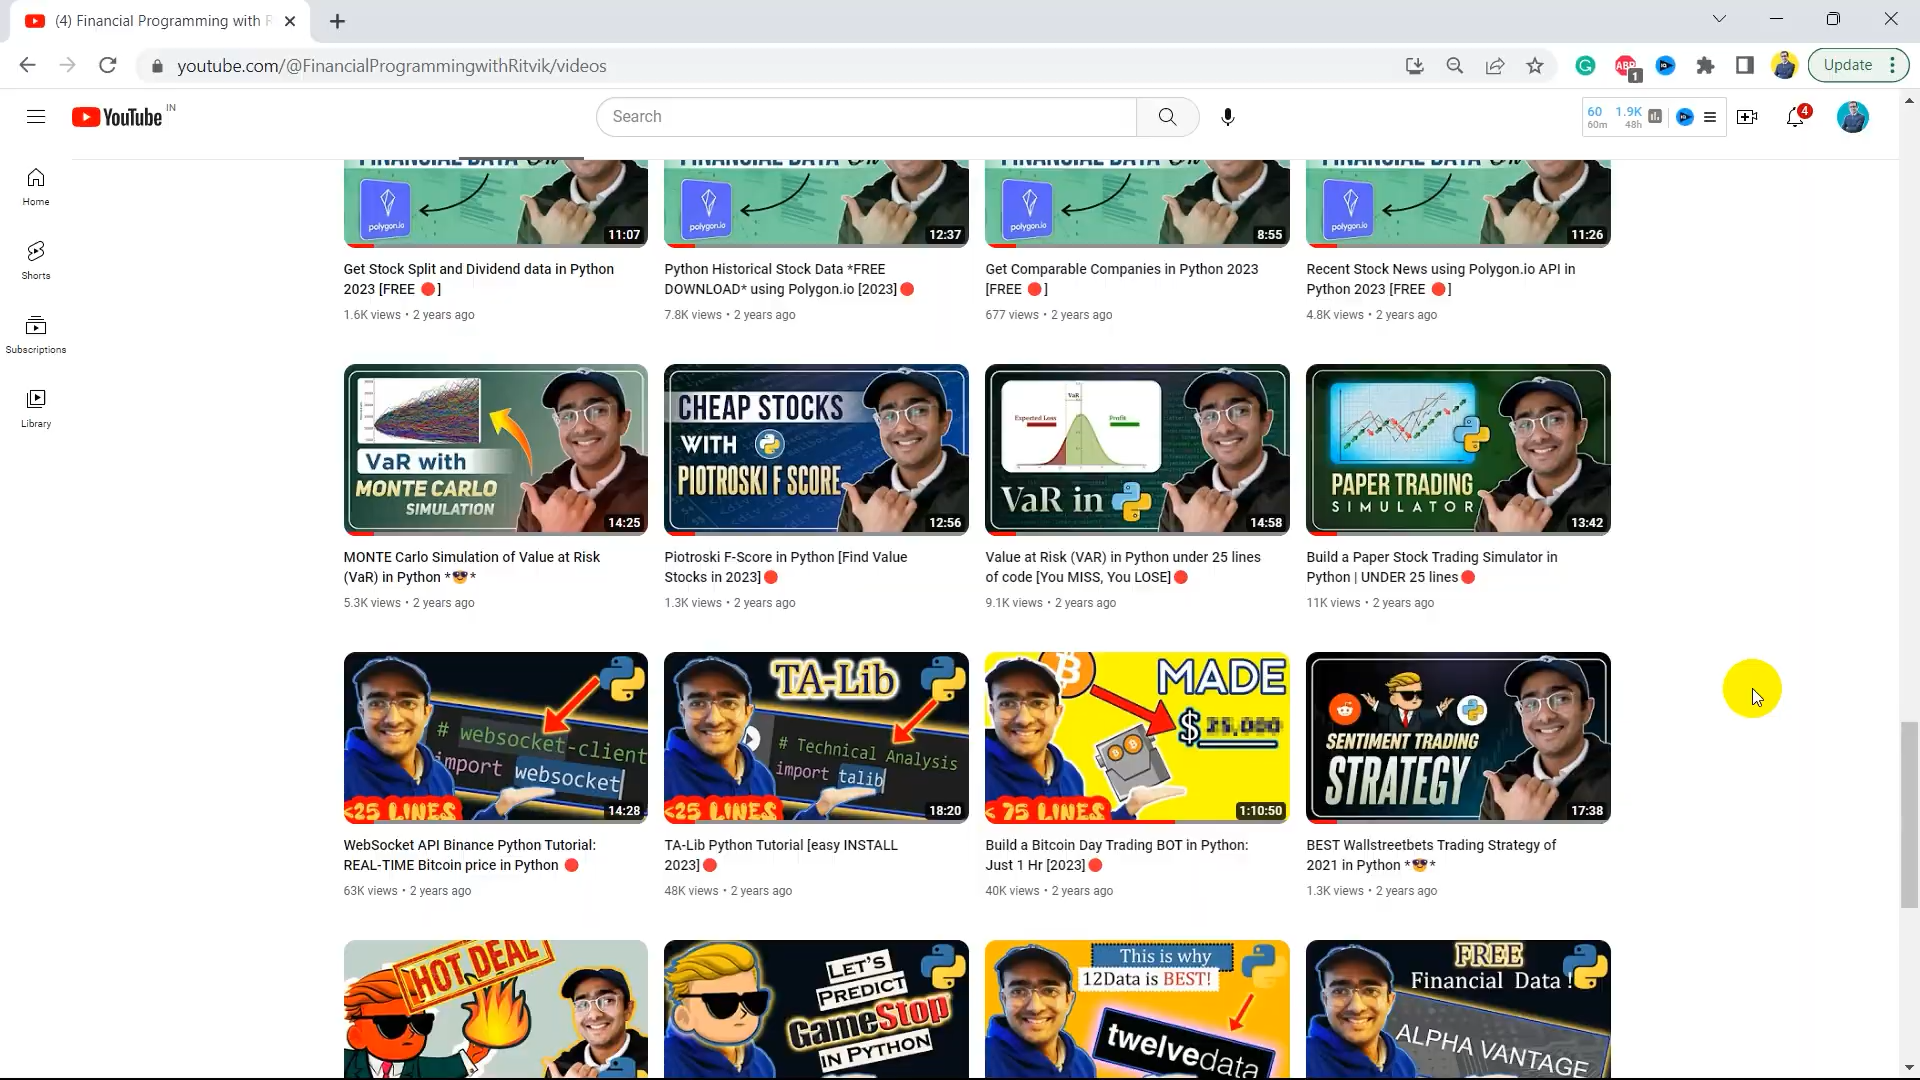 (4) Financial Programming with R
youtube.com/@FinancialProgrammingwithRitvik/videos
ABP
1
Update
YouTube
IN
Search
60 1.9K
60m 48h
4
Home
Shorts
Subscriptions
Library
FINANCIAL DATA On
polygon.io
11:07
FINANCIAL DATA On
polygon.io
12:37
FINANCIAL DATA On
polygon.io
8:55
FINANCIAL DATA On
polygon.io
11:26
Get Stock Split and Dividend data in Python
2023 [FREE 🔴]
1.6K views • 2 years ago
Python Historical Stock Data *FREE
DOWNLOAD* using Polygon.io [2023]🔴
7.8K views • 2 years ago
Get Comparable Companies in Python 2023
[FREE 🔴]
677 views • 2 years ago
Recent Stock News using Polygon.io API in
Python 2023 [FREE 🔴]
4.8K views • 2 years ago
VaR with
MONTE CARLO
SIMULATION
14:25
CHEAP STOCKS
WITH
PIOTROSKI F SCORE
12:56
VaR
Expected Loss
Profit
VaR in
14:58
PAPER TRADING
SIMULATOR
13:42
MONTE Carlo Simulation of Value at Risk
(VaR) in Python *😎*
5.3K views • 2 years ago
Piotroski F-Score in Python [Find Value
Stocks in 2023]🔴
1.3K views • 2 years ago
Value at Risk (VAR) in Python under 25 lines
of code [You MISS, You LOSE]🔴
9.1K views • 2 years ago
Build a Paper Stock Trading Simulator in
Python | UNDER 25 lines🔴
11K views • 2 years ago
# websocket-client
import websocket
<25 LINES
14:28
TA-Lib
# Technical Analysis
import talib
<25 LINES
18:20
MADE
$
< 75 LINES
1:10:50
SENTIMENT TRADING
STRATEGY
17:38
WebSocket API Binance Python Tutorial:
REAL-TIME Bitcoin price in Python 🔴
63K views • 2 years ago
TA-Lib Python Tutorial [easy INSTALL
2023]🔴
48K views • 2 years ago
Build a Bitcoin Day Trading BOT in Python:
Just 1 Hr [2023]🔴
40K views • 2 years ago
BEST Wallstreetbets Trading Strategy of
2021 in Python *😎*
1.3K views • 2 years ago
HOT DEAL
LET'S
PREDICT
GameStop
IN PYTHON
This is why
12Data is BEST!
twelvedata
FREE
Financial Data !
ALPHA VANTAGE